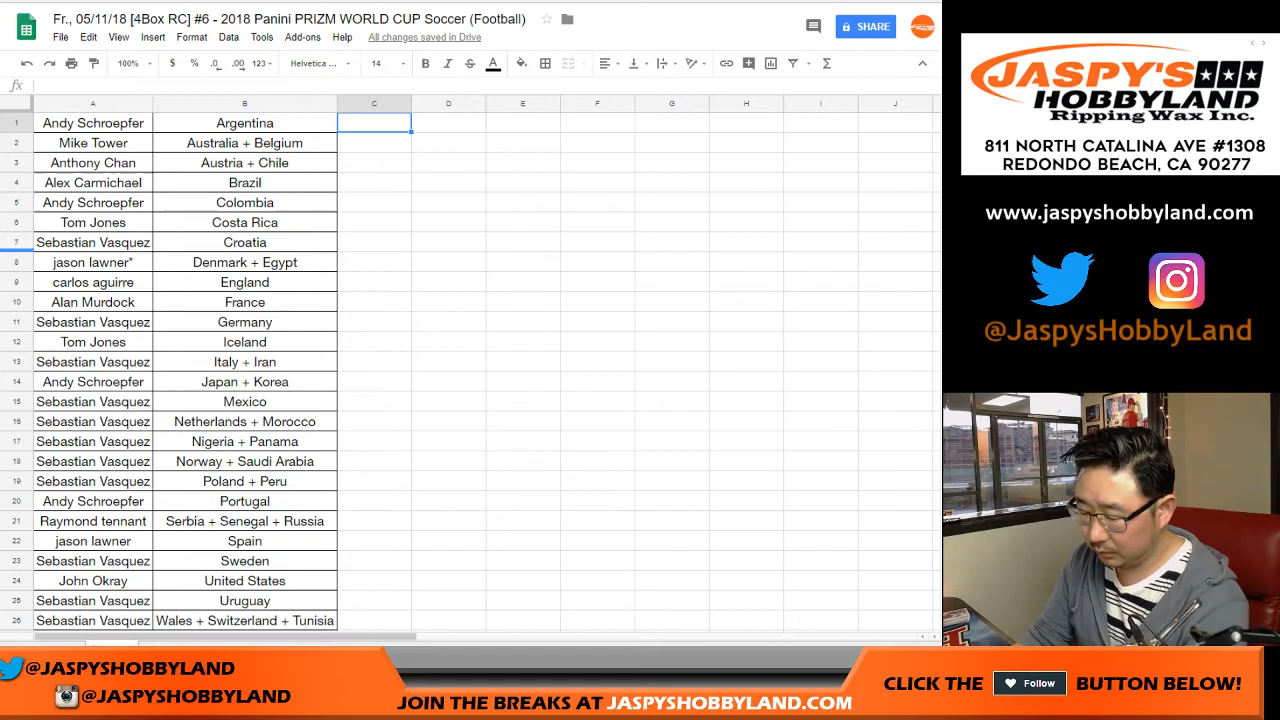 Fr., 05/11/18 [4Box RC] #6 - 2018 Panini PRIZM WORLD CUP Soccer (Football)
File Edit View Insert Format Data Tools Add-ons Help All changes saved in Drive
SHARE
100% $ % .0 .00 123 Helvetica ... 14 B I S A
fx
A B C D E F G H I J
1 Andy Schroepfer Argentina
2 Mike Tower Australia + Belgium
3 Anthony Chan Austria + Chile
4 Alex Carmichael Brazil
5 Andy Schroepfer Colombia
6 Tom Jones Costa Rica
7 Sebastian Vasquez Croatia
8 jason lawner* Denmark + Egypt
9 carlos aguirre England
10 Alan Murdock France
11 Sebastian Vasquez Germany
12 Tom Jones Iceland
13 Sebastian Vasquez Italy + Iran
14 Andy Schroepfer Japan + Korea
15 Sebastian Vasquez Mexico
16 Sebastian Vasquez Netherlands + Morocco
17 Sebastian Vasquez Nigeria + Panama
18 Sebastian Vasquez Norway + Saudi Arabia
19 Sebastian Vasquez Poland + Peru
20 Andy Schroepfer Portugal
21 Raymond tennant Serbia + Senegal + Russia
22 jason lawner Spain
23 Sebastian Vasquez Sweden
24 John Okray United States
25 Sebastian Vasquez Uruguay
26 Sebastian Vasquez Wales + Switzerland + Tunisia
JASPY'S
HOBBYLAND
Ripping Wax Inc.
811 NORTH CATALINA AVE #1308
REDONDO BEACH, CA 90277
www.jaspyshobbyland.com
@JaspysHobbyLand
@JASPYSHOBBYLAND
@JASPYSHOBBYLAND
JOIN THE BREAKS AT JASPYSHOBBYLAND.COM
CLICK THE Follow BUTTON BELOW!